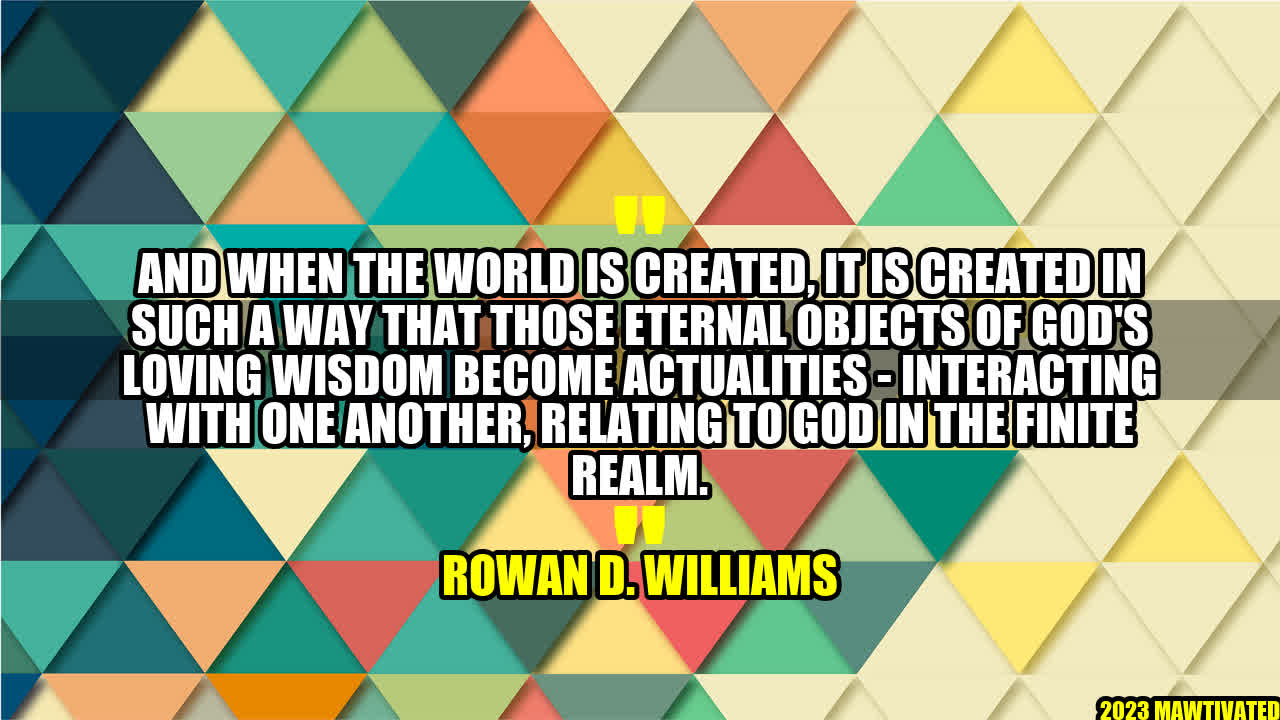 "
AND WHEN THE WORLD IS CREATED, IT IS CREATED IN
SUCH A WAY THAT THOSE ETERNAL OBJECTS OF GOD'S
LOVING WISDOM BECOME ACTUALITIES - INTERACTING
WITH ONE ANOTHER, RELATING TO GOD IN THE FINITE
REALM.
"
ROWAN D. WILLIAMS
2023 MAWTIVATED